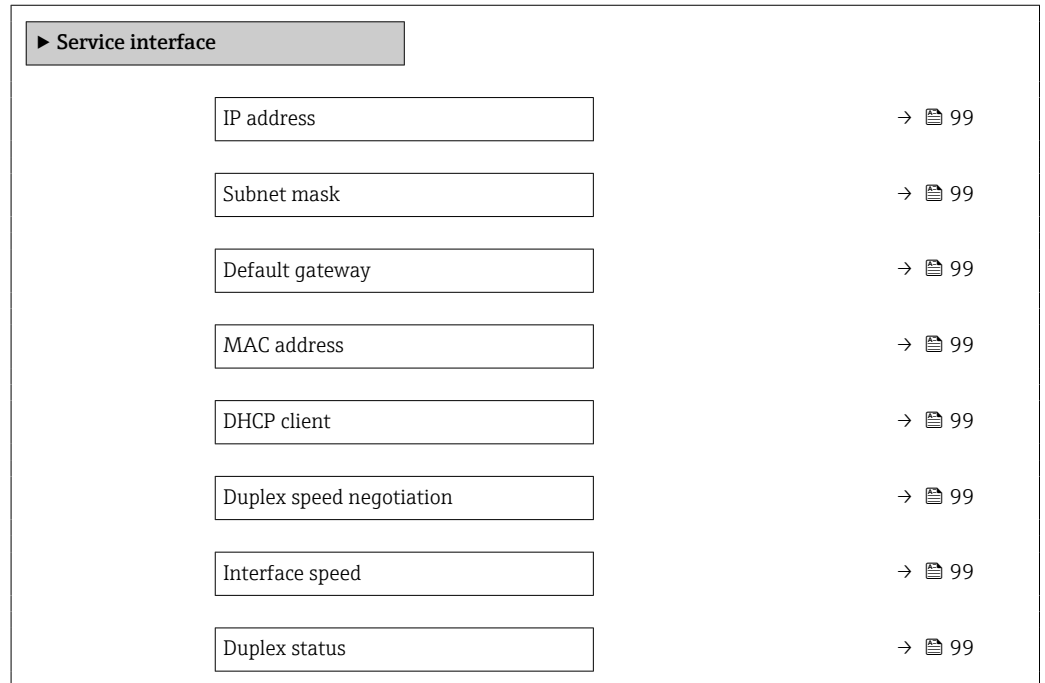 ▶ Service interface
IP address → 99
Subnet mask → 99
Default gateway → 99
MAC address → 99
DHCP client → 99
Duplex speed negotiation → 99
Interface speed → 99
Duplex status → 99